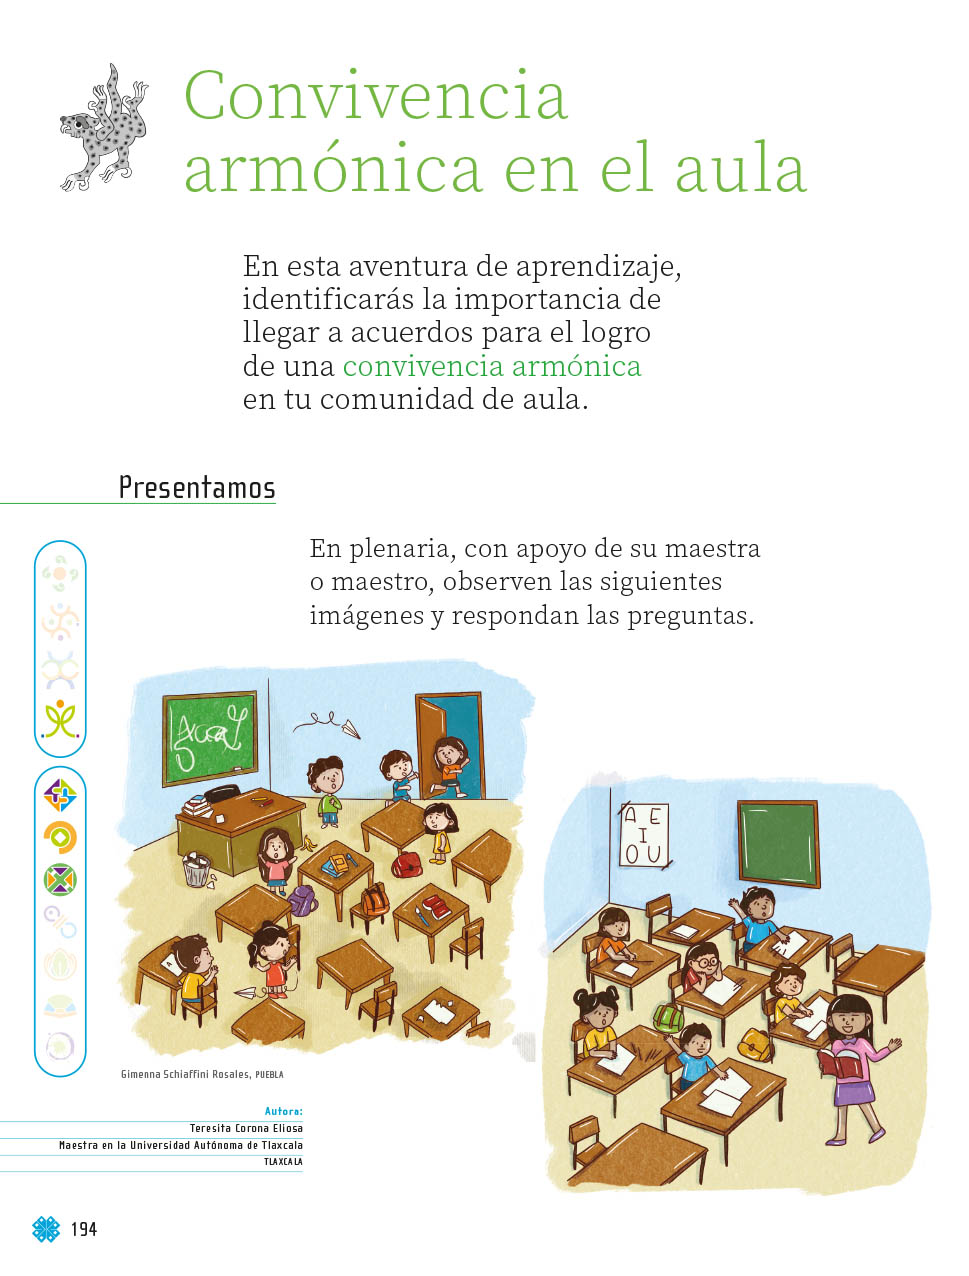 Convivencia
armónica en el aula
En esta aventura de aprendizaje,
identificarás la importancia de
llegar a acuerdos para el logro
de una convivencia armónica
en tu comunidad de aula.
Presentamos
En plenaria, con apoyo de su maestra
o maestro, observen las siguientes
imágenes y respondan las preguntas.
A E
I
O U
A
Gimenna Schiaffini Rosales, PUEBLA
Autora:
Teresita Corona Eliosa
Maestra en la Universidad Autónoma de Tlaxcala
TLAXCALA
194